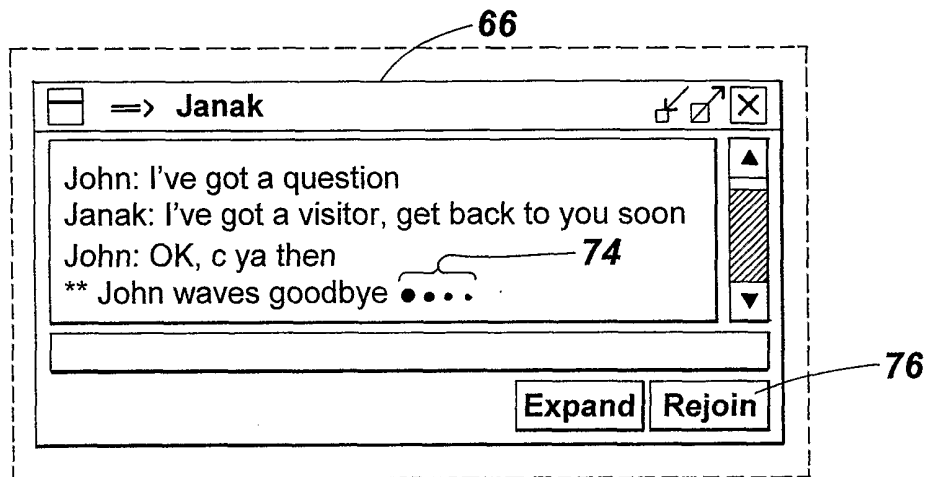 66
=> Janak
John: I've got a question
Janak: I've got a visitor, get back to you soon
John: OK, c ya then
74
** John waves goodbye
76
Expand Rejoin